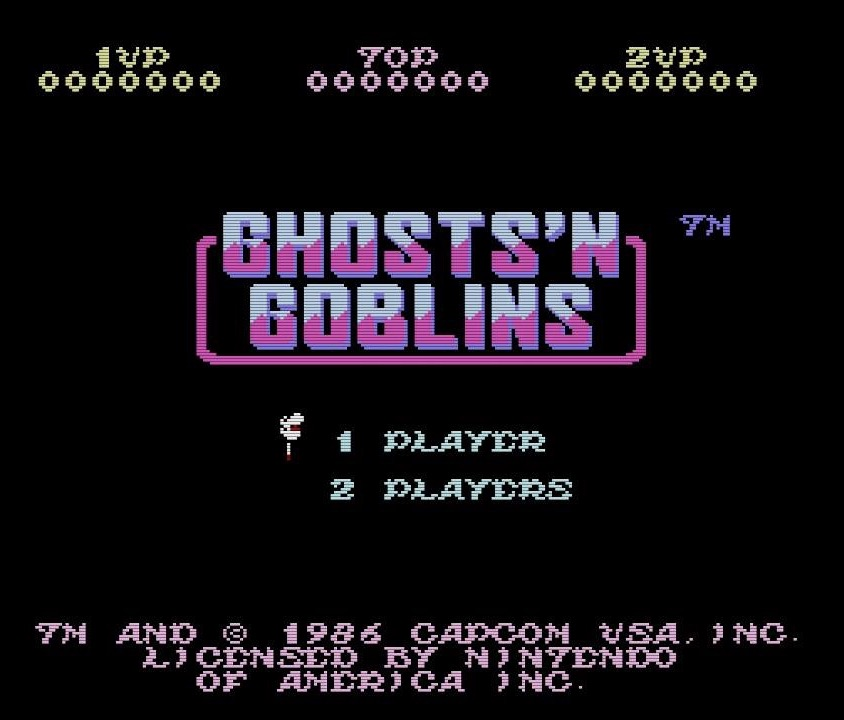 1UP TOP 2UP
0000000 0000000 0000000
GHOSTS'N TM
GOBLINS
1 PLAYER
2 PLAYERS
TM AND © 1986 CAPCOM USA, INC.
LICENSED BY NINTENDO
OF AMERICA INC.